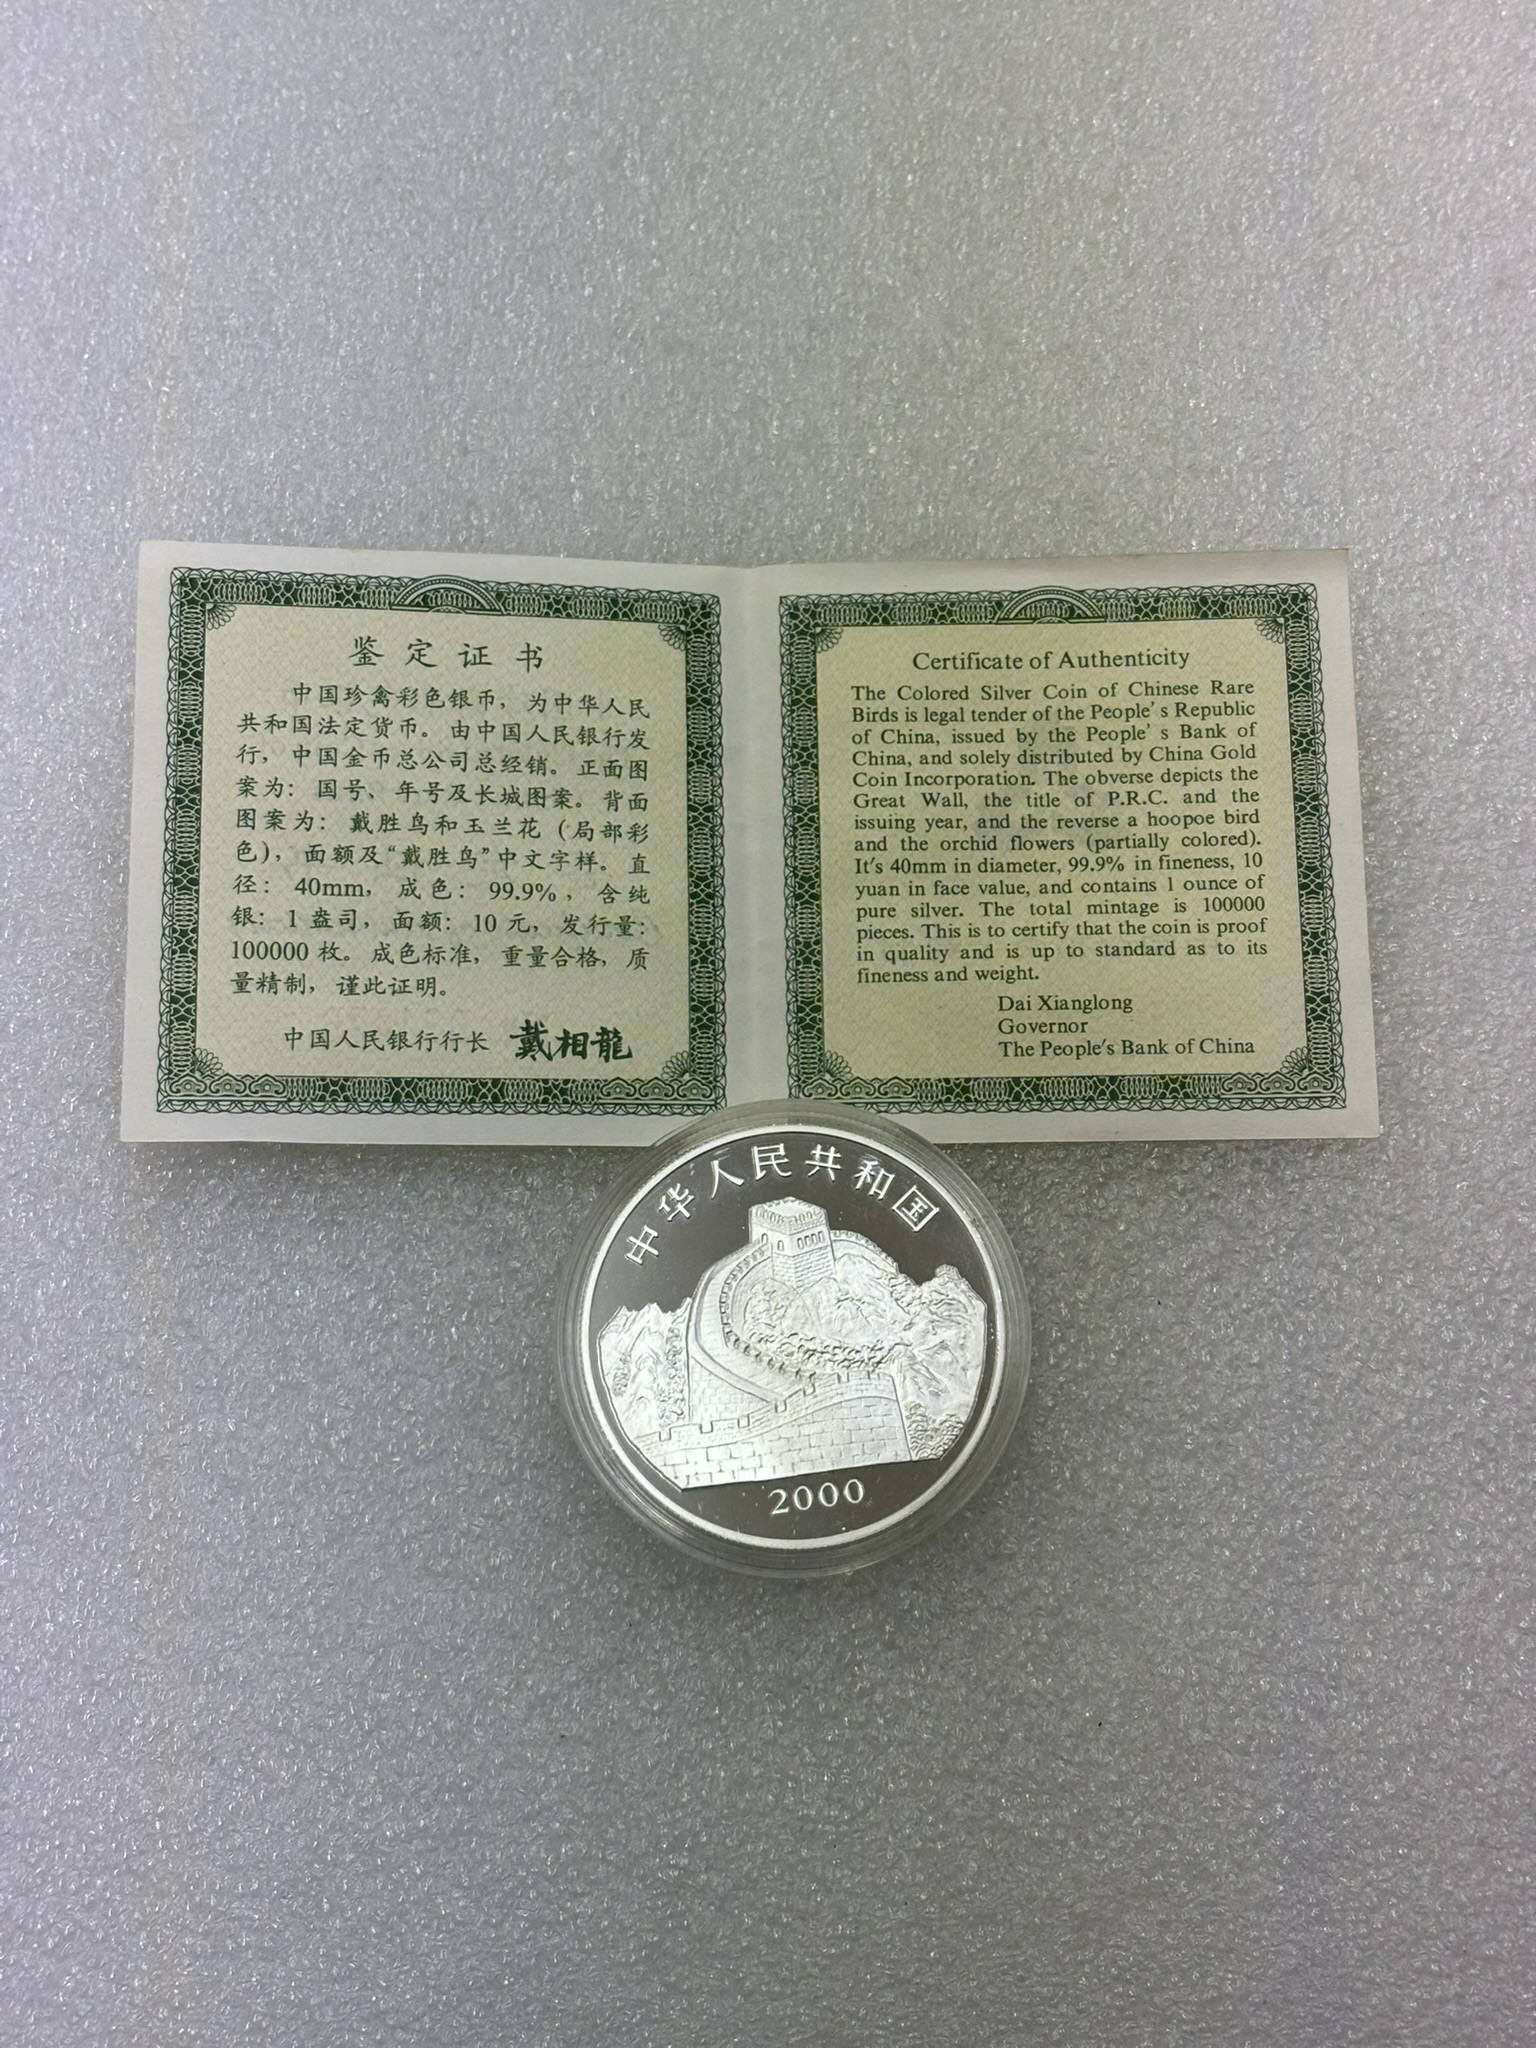 鉴定证书
中国珍禽彩色银币，为中华人民
共和国法定货币。由中国人民银行发
行，中国金币总公司总经销。正面图
案为：国号、年号及长城图案。背面
图案为：戴胜鸟和玉兰花（局部彩
色），面额及“戴胜鸟”中文字样。直
径：40mm，成色：99.9%，含纯
银：1盎司，面额：10元，发行量：
100000枚。成色标准，重量合格，质
量精制，谨此证明。
中国人民银行行长 戴相龍
Certificate of Authenticity
The Colored Silver Coin of Chinese Rare
Birds is legal tender of the People's Republic
of China, issued by the People's Bank of
China, and solely distributed by China Gold
Coin Incorporation. The obverse depicts the
Great Wall, the title of P.R.C. and the
issuing year, and the reverse a hoopoe bird
and the orchid flowers (partially colored).
It's 40mm in diameter, 99.9% in fineness, 10
yuan in face value, and contains 1 ounce of
pure silver. The total mintage is 100000
pieces. This is to certify that the coin is proof
in quality and is up to standard as to its
fineness and weight.
Dai Xianglong
Governor
The People's Bank of China
中华人民共和国
2000